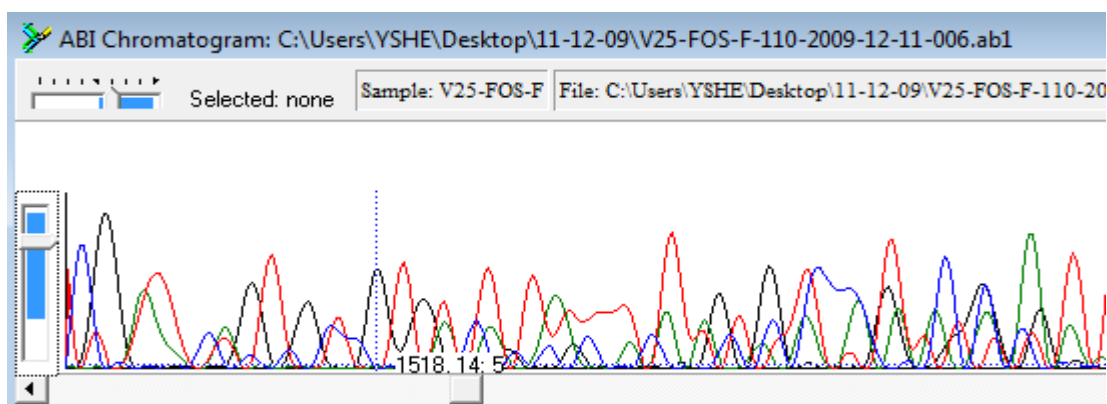 ABI Chromatogram: C:\Users\YSHE\Desktop\11-12-09\V25-FOS-F-110-2009-12-11-006.ab1
Selected: none Sample: V25-FOS-F File: C:\Users\YSHE\Desktop\11-12-09\V25-FOS-F-110-20
1518, 14: 5